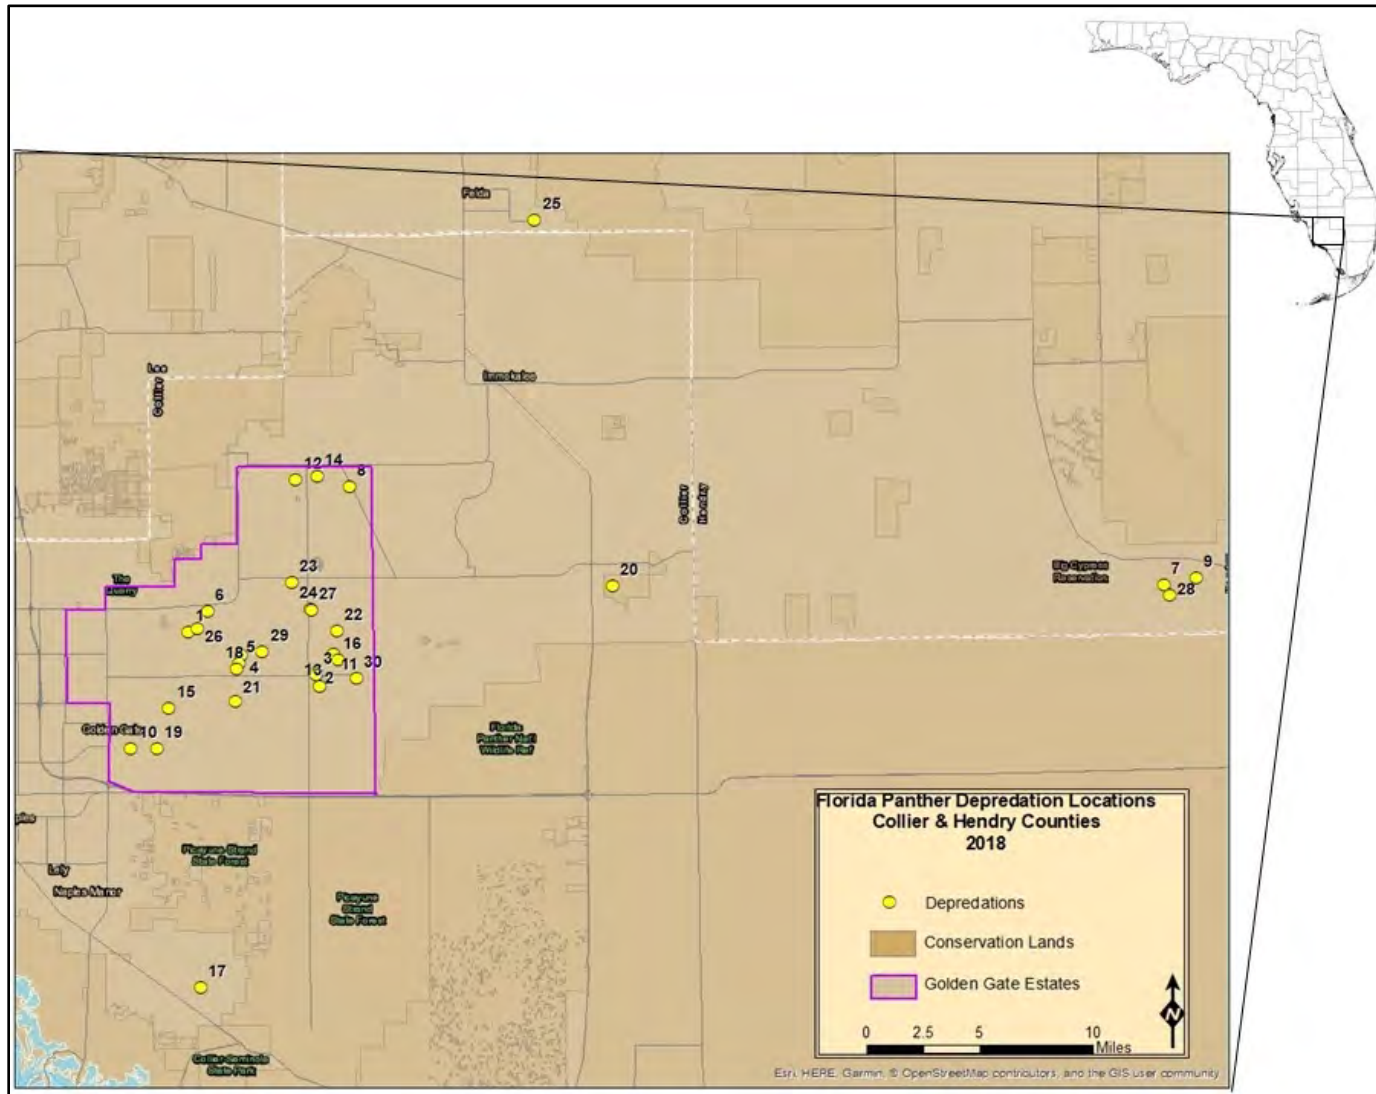 Felda
25
Lee
Collier
Immokalee
12
14
8
Collier
Hendry
23
20
9
7
28
Big Cypress
Reservation
The
Quarry
6
24
27
1
26
22
5
29
16
18
3
4
11
30
13
2
21
15
Golden Gate
10
19
Florida
Panther Nat'l
Wildlife Ref
ples
Picayune Strand
State Forest
Lely
Naples Manor
Picayune
Strand
State Forest
17
Collier-Seminole
State Park
Florida Panther Depredation Locations
Collier & Hendry Counties
2018
Depredations
Conservation Lands
Golden Gate Estates
N
0 2.5 5 10
Miles
Esri, HERE, Garmin, © OpenStreetMap contributors, and the GIS user community